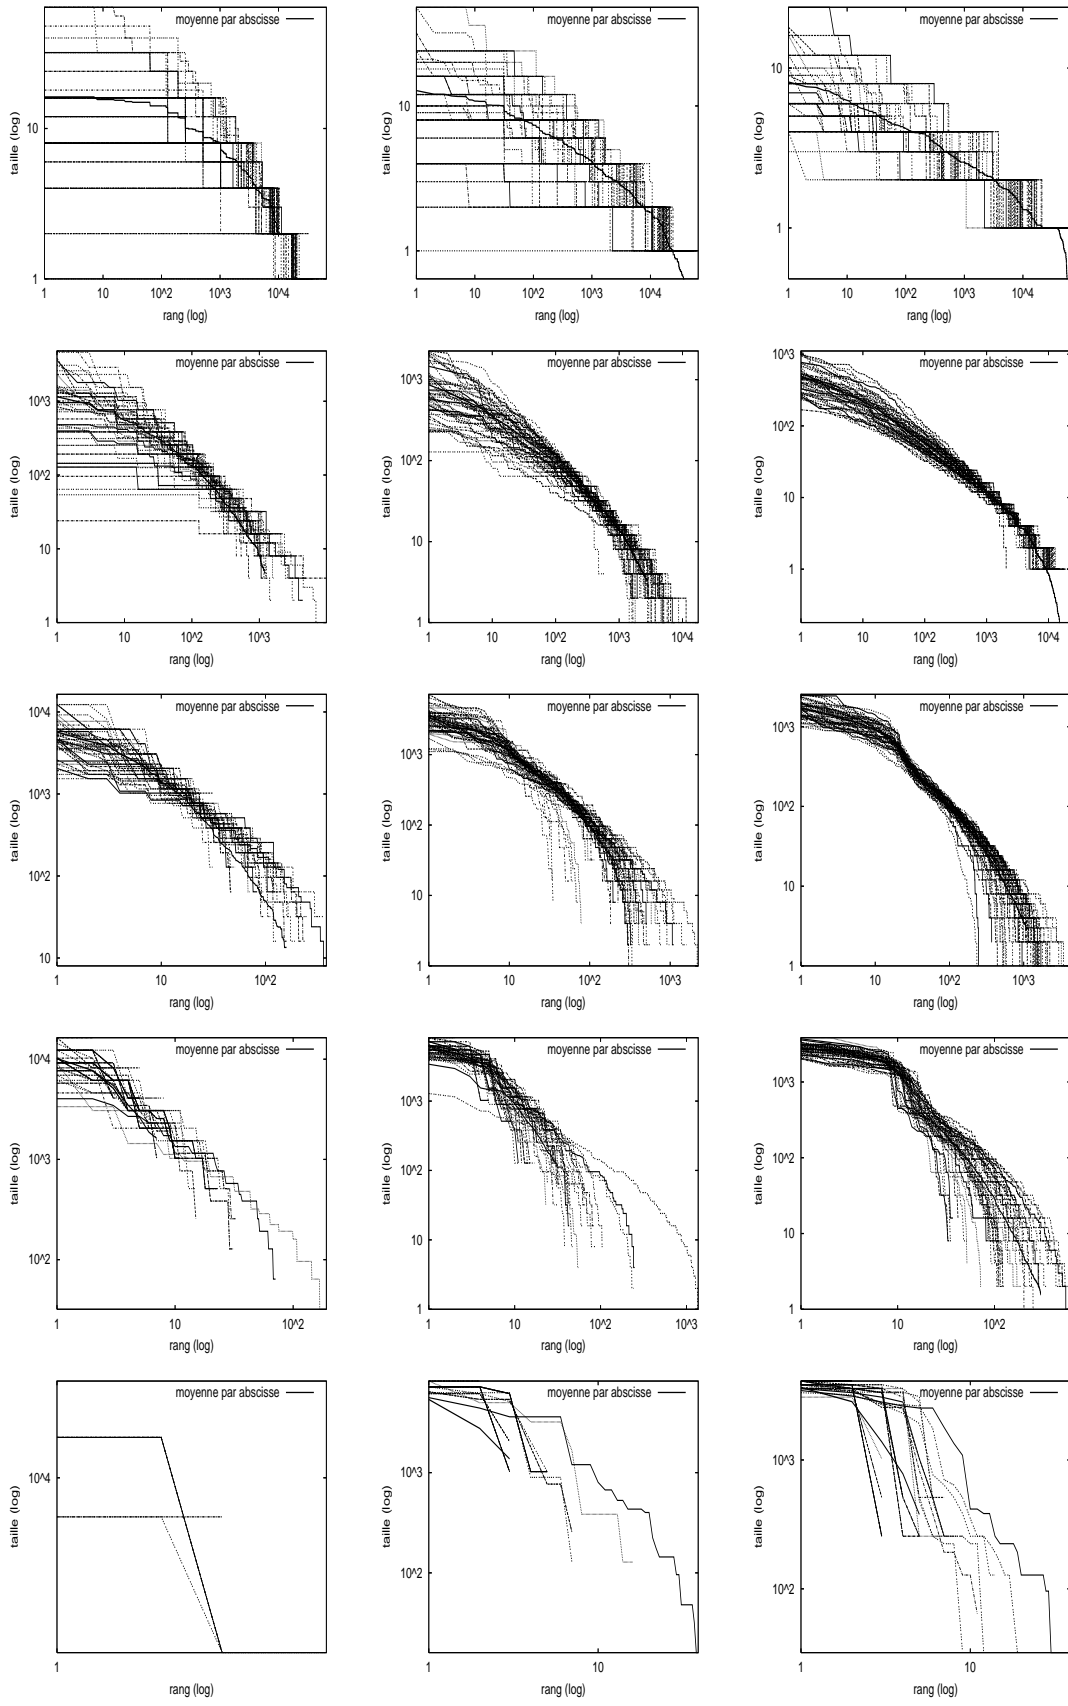 moyenne par abscisse
taille (log)
10
1
1 10 10^2 10^3 10^4
rang (log)
moyenne par abscisse
taille (log)
10
1
1 10 10^2 10^3 10^4
rang (log)
moyenne par abscisse
taille (log)
10
1
1 10 10^2 10^3 10^4
rang (log)
moyenne par abscisse
taille (log)
10^3
10^2
10
1
1 10 10^2 10^3
rang (log)
moyenne par abscisse
taille (log)
10^3
10^2
10
1
1 10 10^2 10^3 10^4
rang (log)
moyenne par abscisse
taille (log)
10^3
10^2
10
1
1 10 10^2 10^3 10^4
rang (log)
moyenne par abscisse
taille (log)
10^4
10^3
10^2
10
1 10 10^2
rang (log)
moyenne par abscisse
taille (log)
10^3
10^2
10
1
1 10 10^2 10^3
rang (log)
moyenne par abscisse
taille (log)
10^3
10^2
10
1
1 10 10^2 10^3
rang (log)
moyenne par abscisse
taille (log)
10^4
10^3
10^2
1 10 10^2
rang (log)
moyenne par abscisse
taille (log)
10^3
10^2
10
1
1 10 10^2 10^3
rang (log)
moyenne par abscisse
taille (log)
10^3
10^2
10
1
1 10 10^2
rang (log)
moyenne par abscisse
taille (log)
10^4
1
rang (log)
moyenne par abscisse
taille (log)
10^3
10^2
1 10
rang (log)
moyenne par abscisse
taille (log)
10^3
10^2
1 10
rang (log)